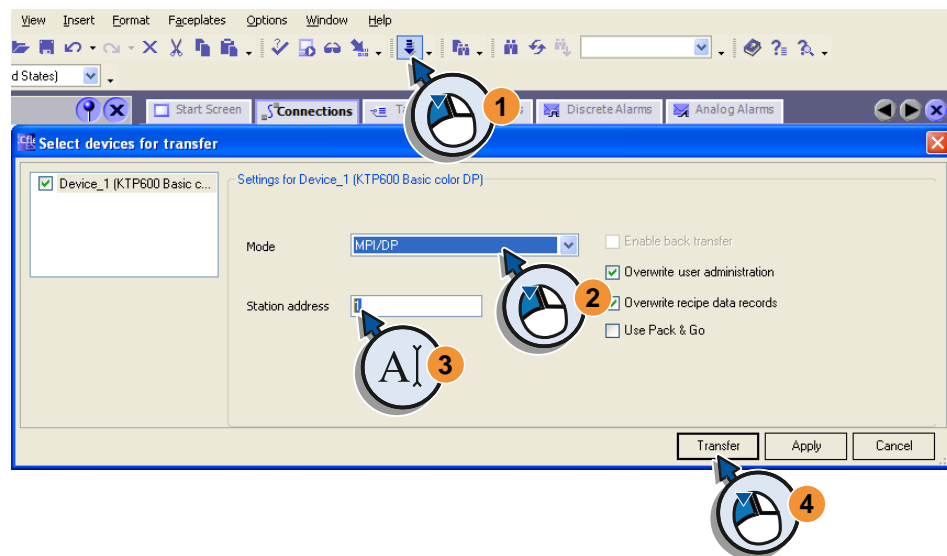 View Insert Format Faceplates Options Window Help
d States)
1
Start Screen Connections Discrete Alarms Analog Alarms
Select devices for transfer
Device_1 (KTP600 Basic c...
Settings for Device_1 (KTP600 Basic color DP)
Mode MPI/DP Enable back transfer
Overwrite user administration
2
Station address 1 Overwrite recipe data records
Use Pack & Go
A 3
Transfer Apply Cancel
4